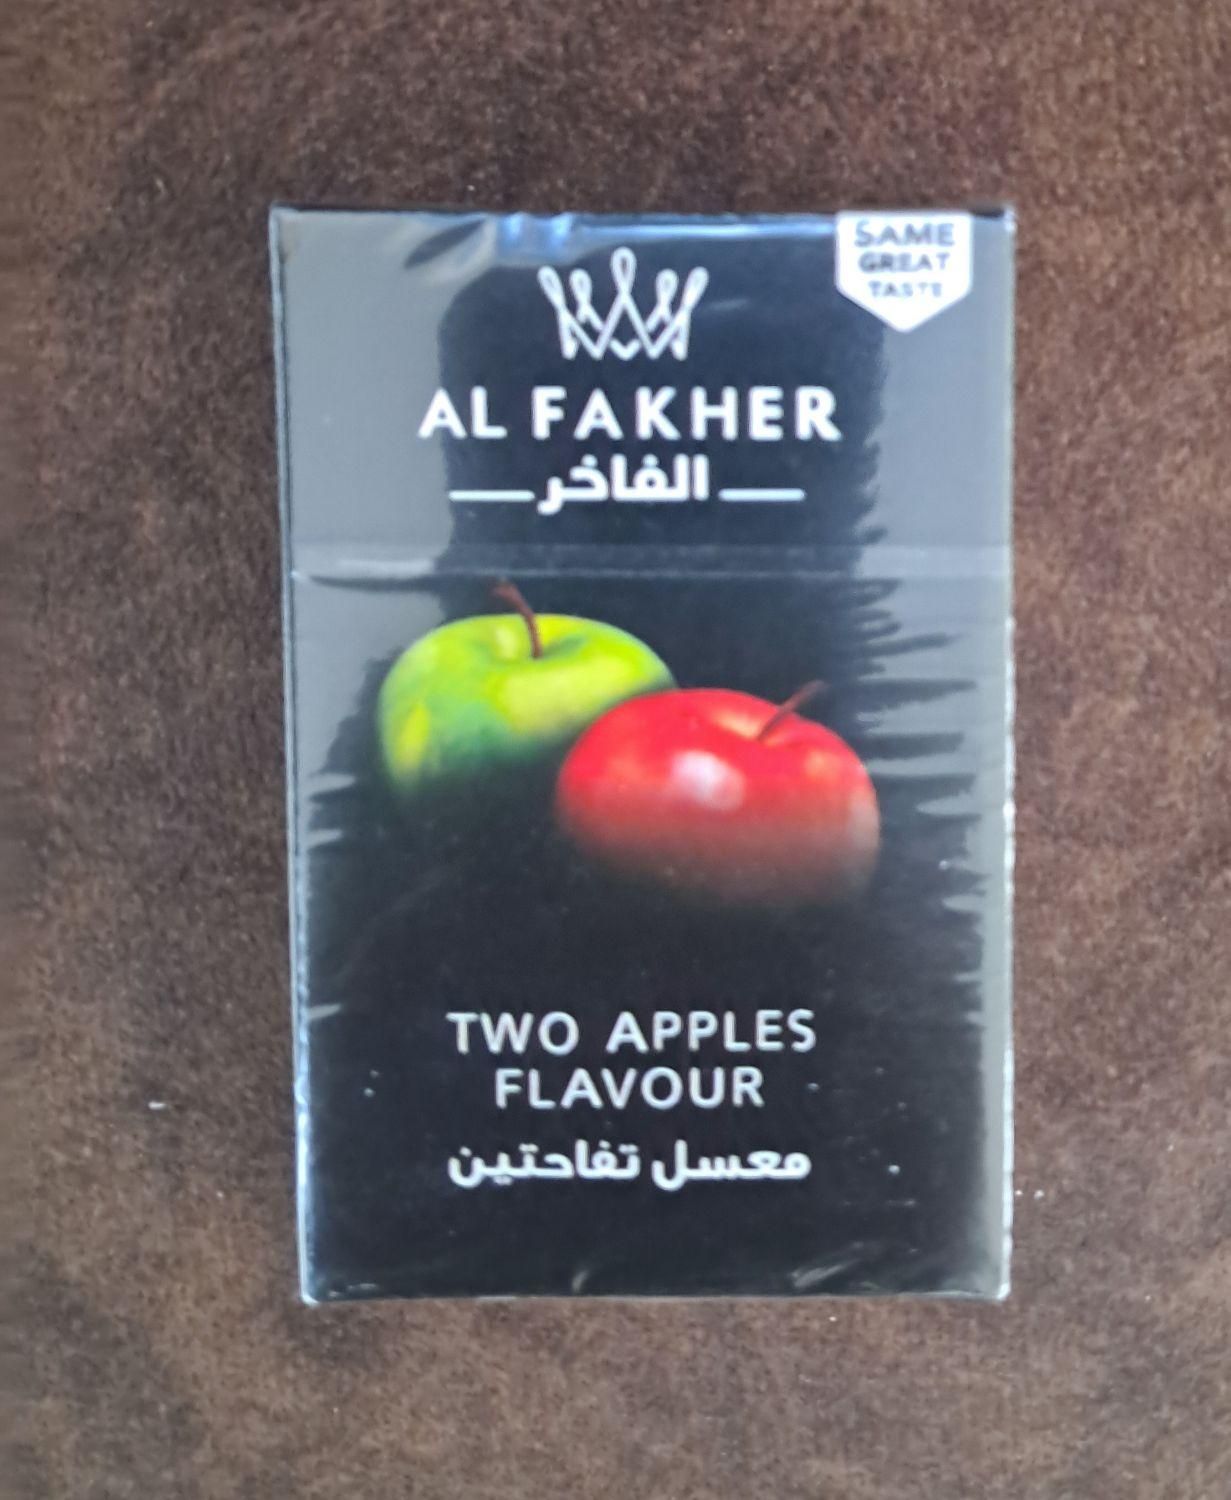 SAME
GREAT
TASTE
AL FAKHER
الفاخر
TWO APPLES
FLAVOUR
معسل تفاحتين